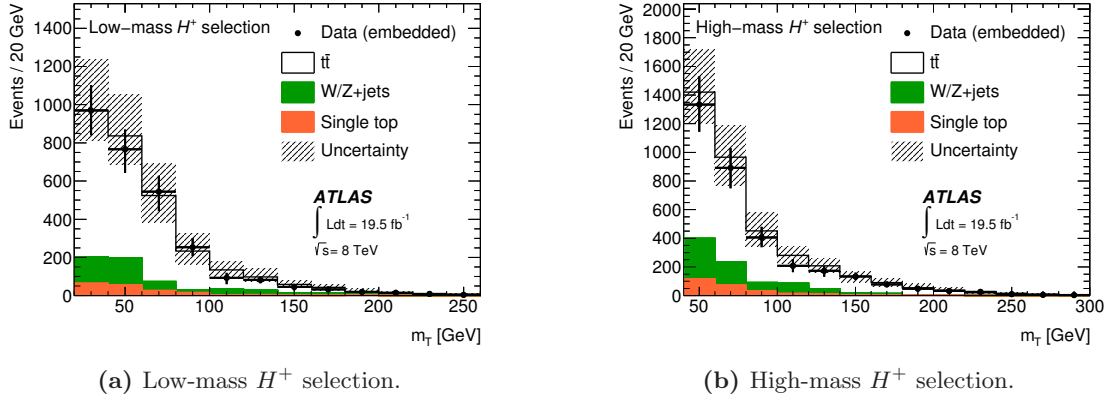 Events / 20 GeV
1400
1200
1000
800
600
400
200
0
Low-mass H⁺ selection
Data (embedded)
tt̄
W/Z+jets
Single top
Uncertainty
ATLAS
∫ Ldt = 19.5 fb⁻¹
√s = 8 TeV
50 100 150 200 250
m_T [GeV]
(a) Low-mass H⁺ selection.
Events / 20 GeV
2000
1800
1600
1400
1200
1000
800
600
400
200
0
High-mass H⁺ selection
Data (embedded)
tt̄
W/Z+jets
Single top
Uncertainty
ATLAS
∫ Ldt = 19.5 fb⁻¹
√s = 8 TeV
50 100 150 200 250 300
m_T [GeV]
(b) High-mass H⁺ selection.